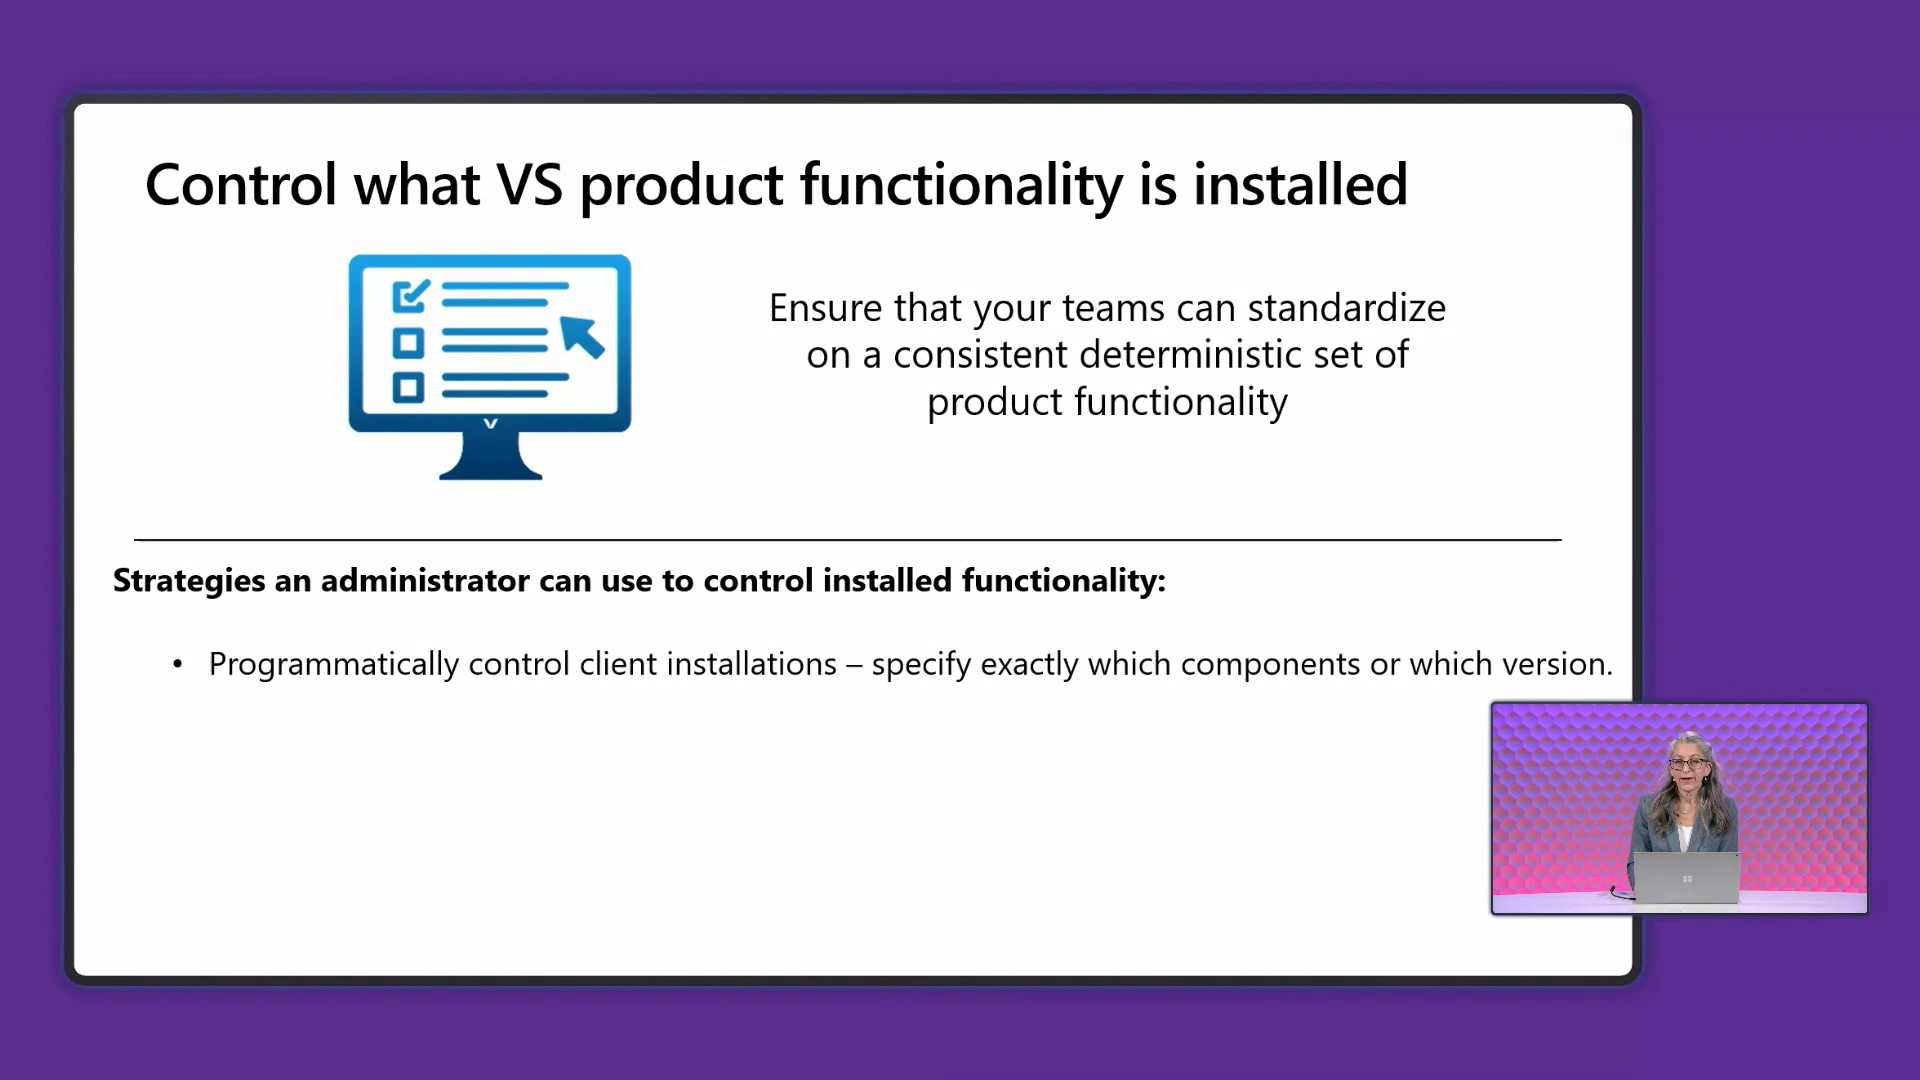 Control what VS product functionality is installed
Ensure that your teams can standardize
on a consistent deterministic set of
product functionality
Strategies an administrator can use to control installed functionality:
• Programmatically control client installations – specify exactly which components or which version.